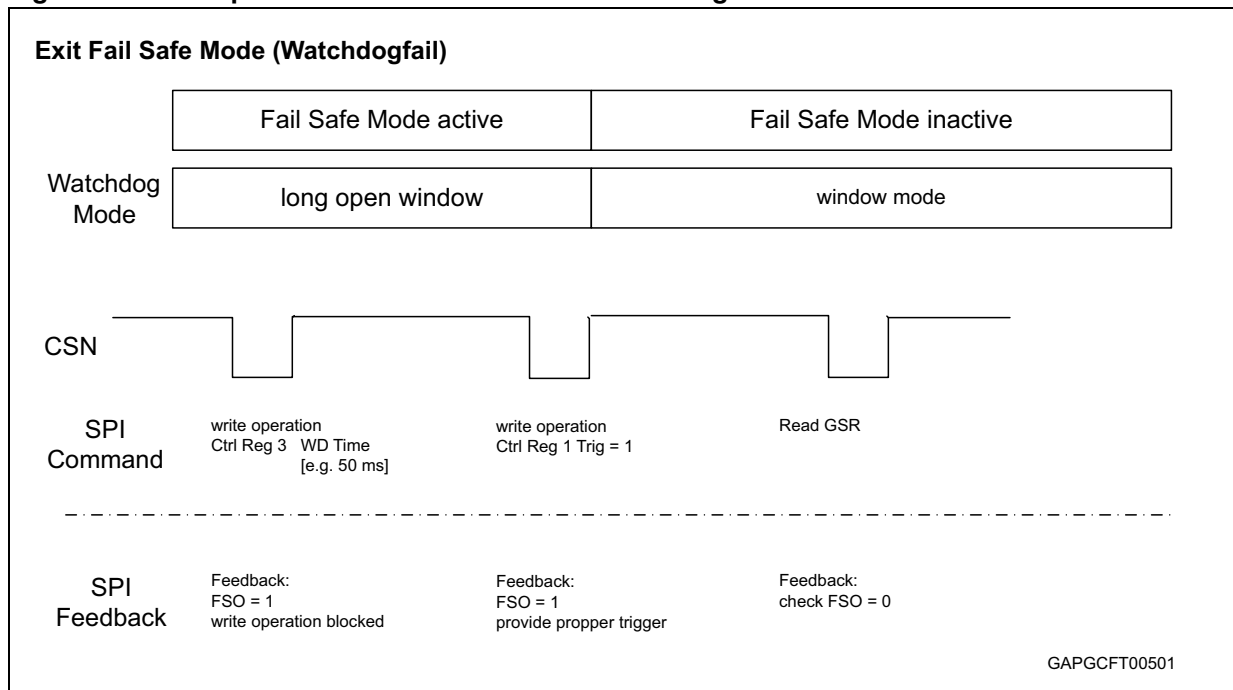 Exit Fail Safe Mode (Watchdogfail)
Fail Safe Mode active
Fail Safe Mode inactive
Watchdog
Mode
long open window
window mode
CSN
SPI
Command
write operation
Ctrl Reg 3 WD Time
[e.g. 50 ms]
write operation
Ctrl Reg 1 Trig = 1
Read GSR
SPI
Feedback
Feedback:
FSO = 1
write operation blocked
Feedback:
FSO = 1
provide propper trigger
Feedback:
check FSO = 0
GAPGCFT00501